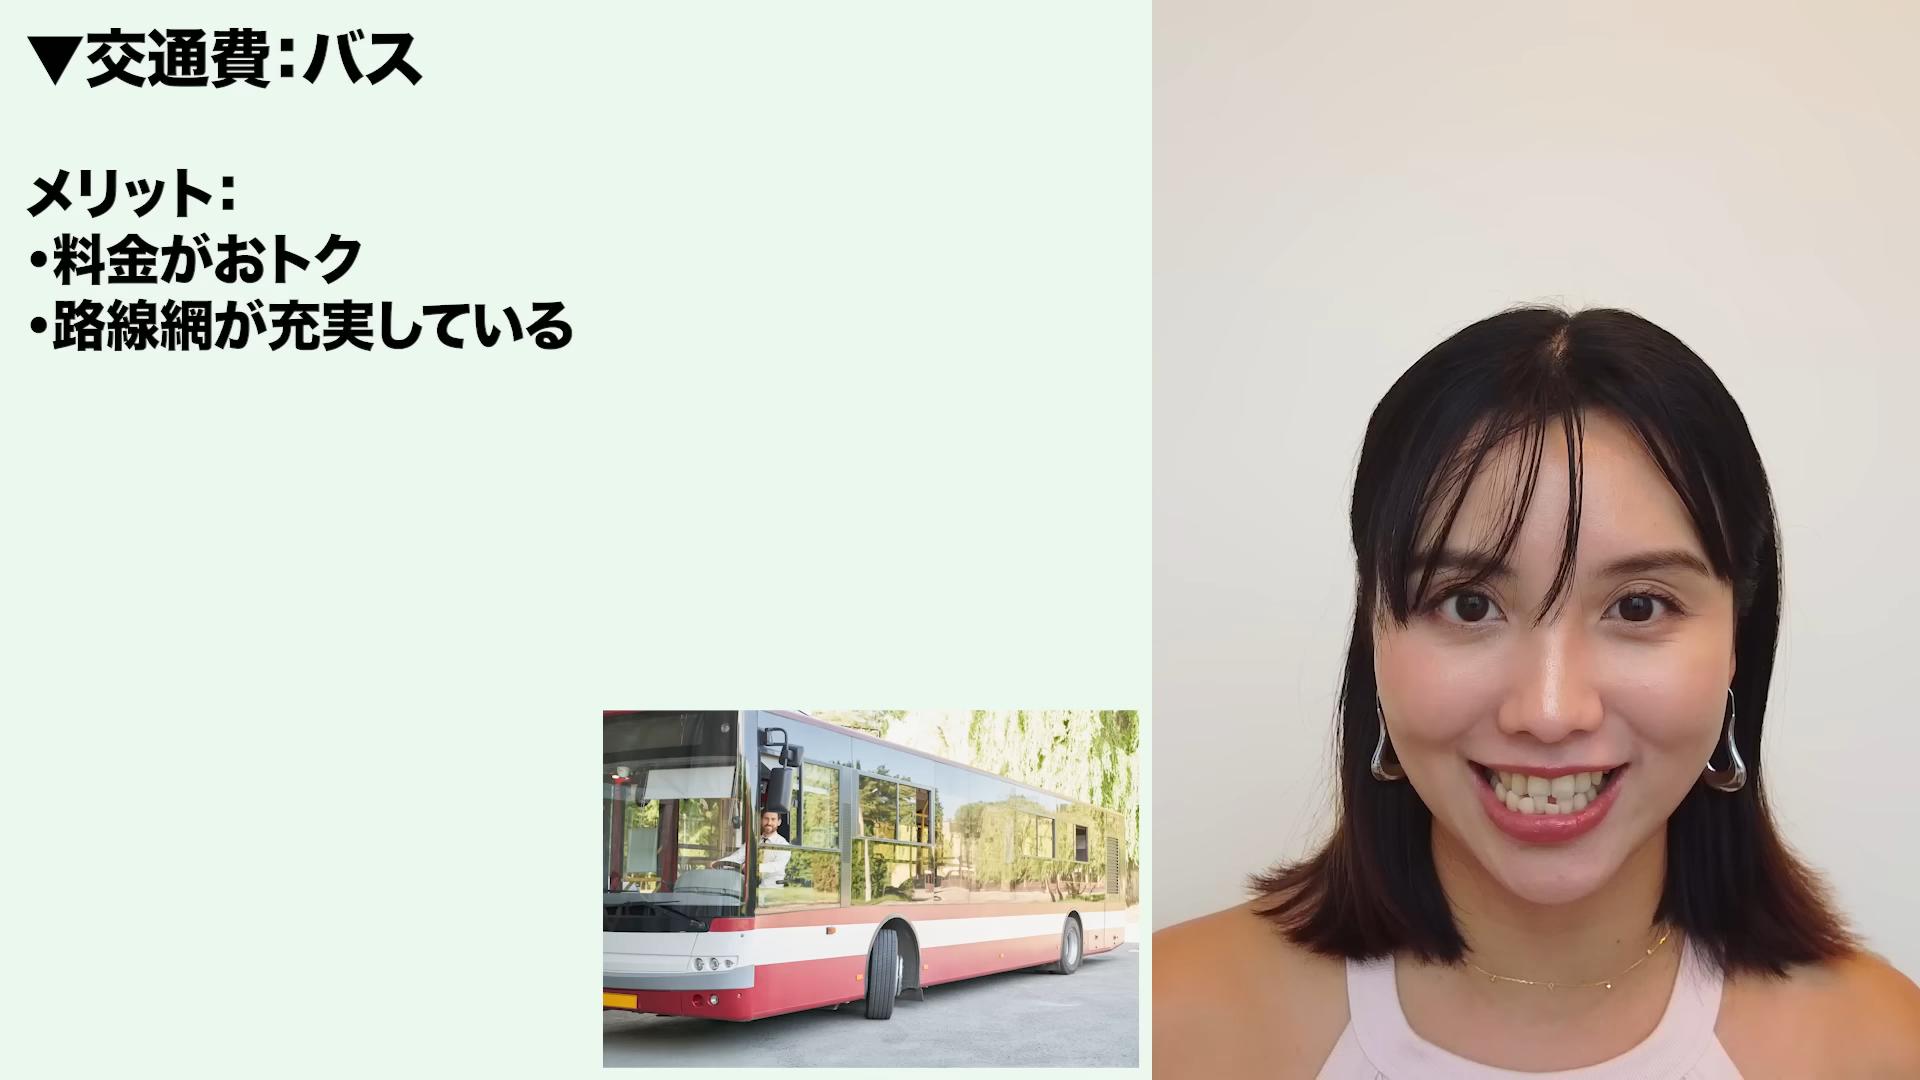 ▼交通費：バス
メリット：
・料金がおトク
・路線網が充実している